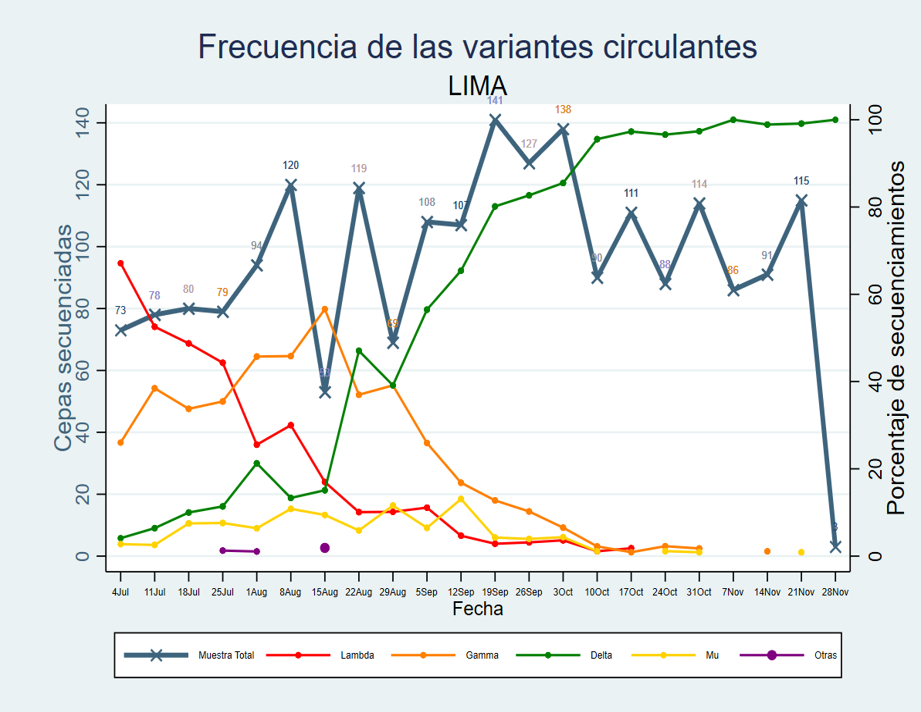 Frecuencia de las variantes circulantes
LIMA
Cepas secuenciadas
0 20 40 60 80 100 120 140
73 78 80 79 94 120 119 69 108 107 141 127 138 90 111 88 114 86 91 115 3
Porcentaje de secuenciamientos
0 20 40 60 80 100
4Jul 11Jul 18Jul 25Jul 1Aug 8Aug 15Aug 22Aug 29Aug 5Sep 12Sep 19Sep 26Sep 3Oct 10Oct 17Oct 24Oct 31Oct 7Nov 14Nov 21Nov 28Nov
Fecha
Muestra Total Lambda Gamma Delta Mu Otras